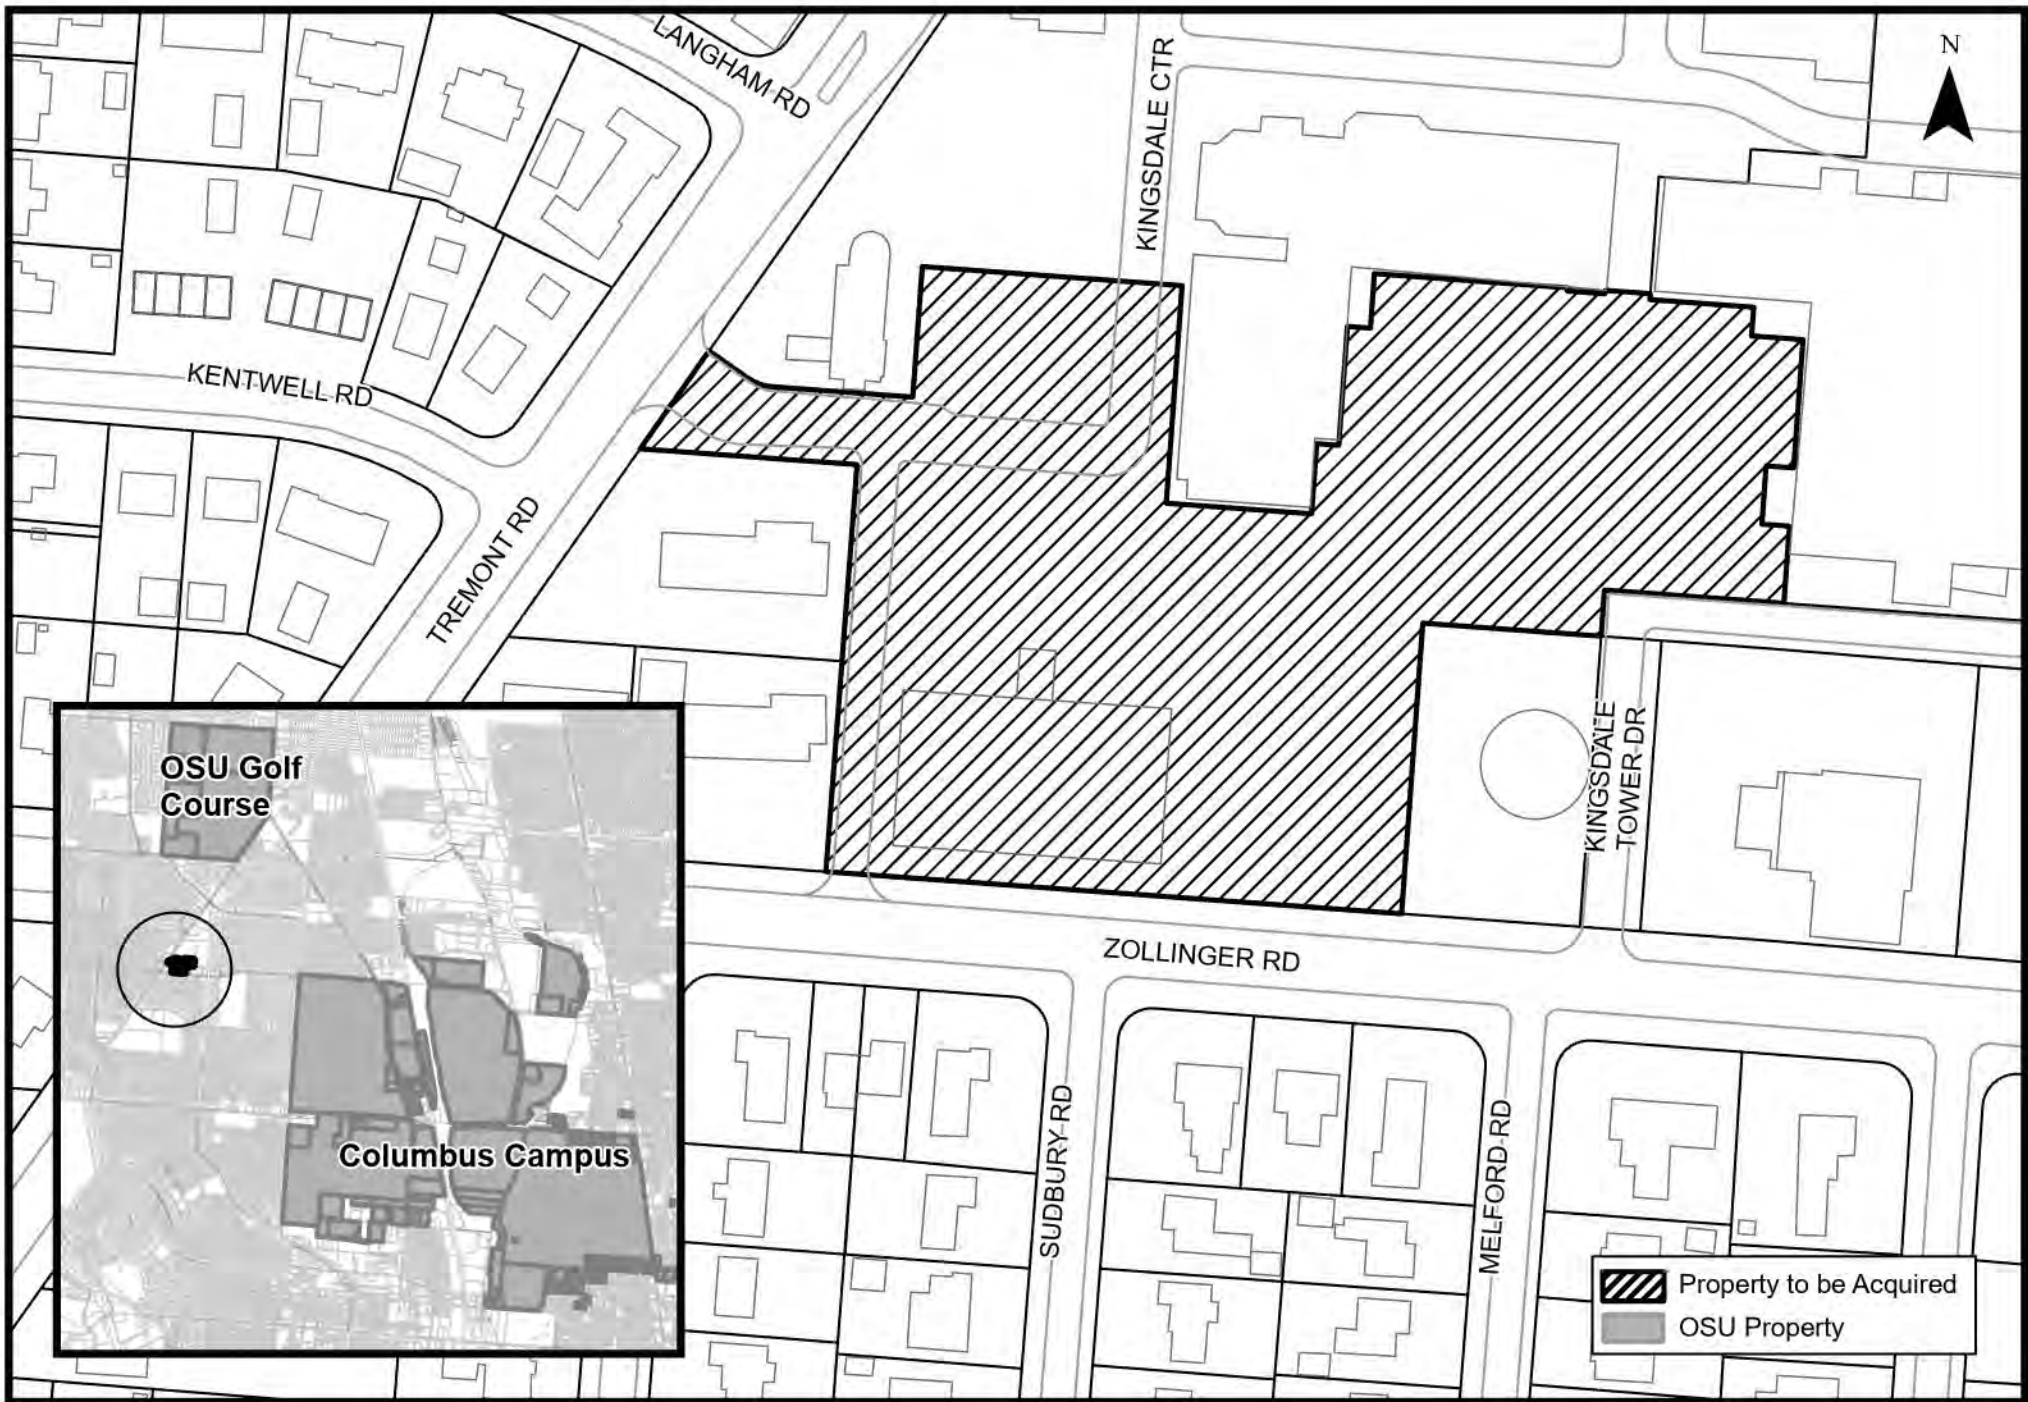 LANGHAM RD
KINGSDALE CTR
N
KENTWELL RD
TREMONT RD
KINGSDALE
TOWER DR
OSU Golf
Course
Columbus Campus
ZOLLINGER RD
SUDBURY RD
MELFORD RD
Property to be Acquired
OSU Property